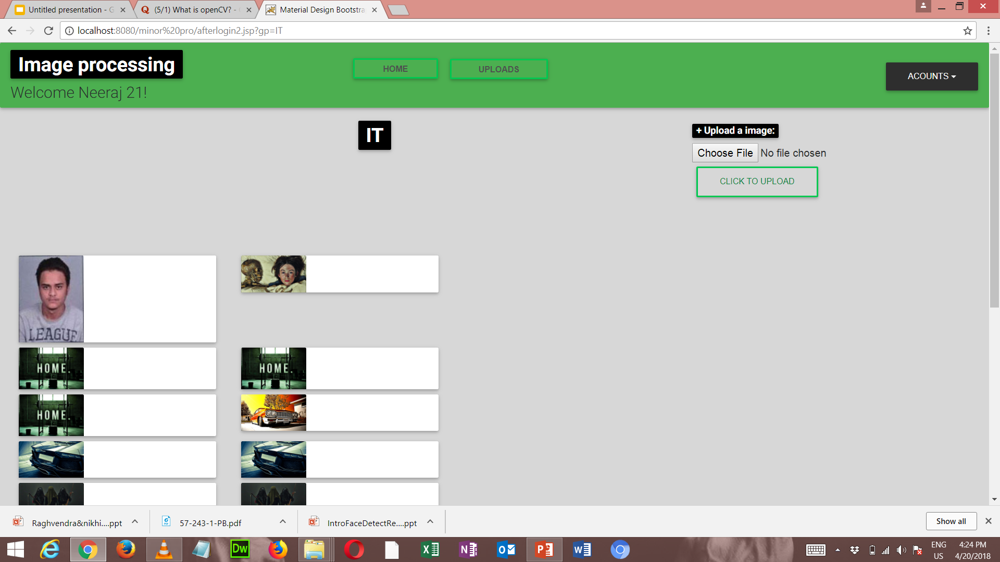 Untitled presentation - G
(5/1) What is openCV? -
Material Design Bootstra
localhost:8080/minor%20pro/afterlogin2.jsp?gp=IT
Image processing
HOME
UPLOADS
ACOUNTS
Welcome Neeraj 21!
IT
+ Upload a image:
Choose File No file chosen
CLICK TO UPLOAD
LEAGUE
HOME.
HOME.
HOME.
Raghvendra&nikhi....ppt
57-243-1-PB.pdf
IntroFaceDetectRe....ppt
Show all
Dw
ENG
US
4:24 PM
4/20/2018